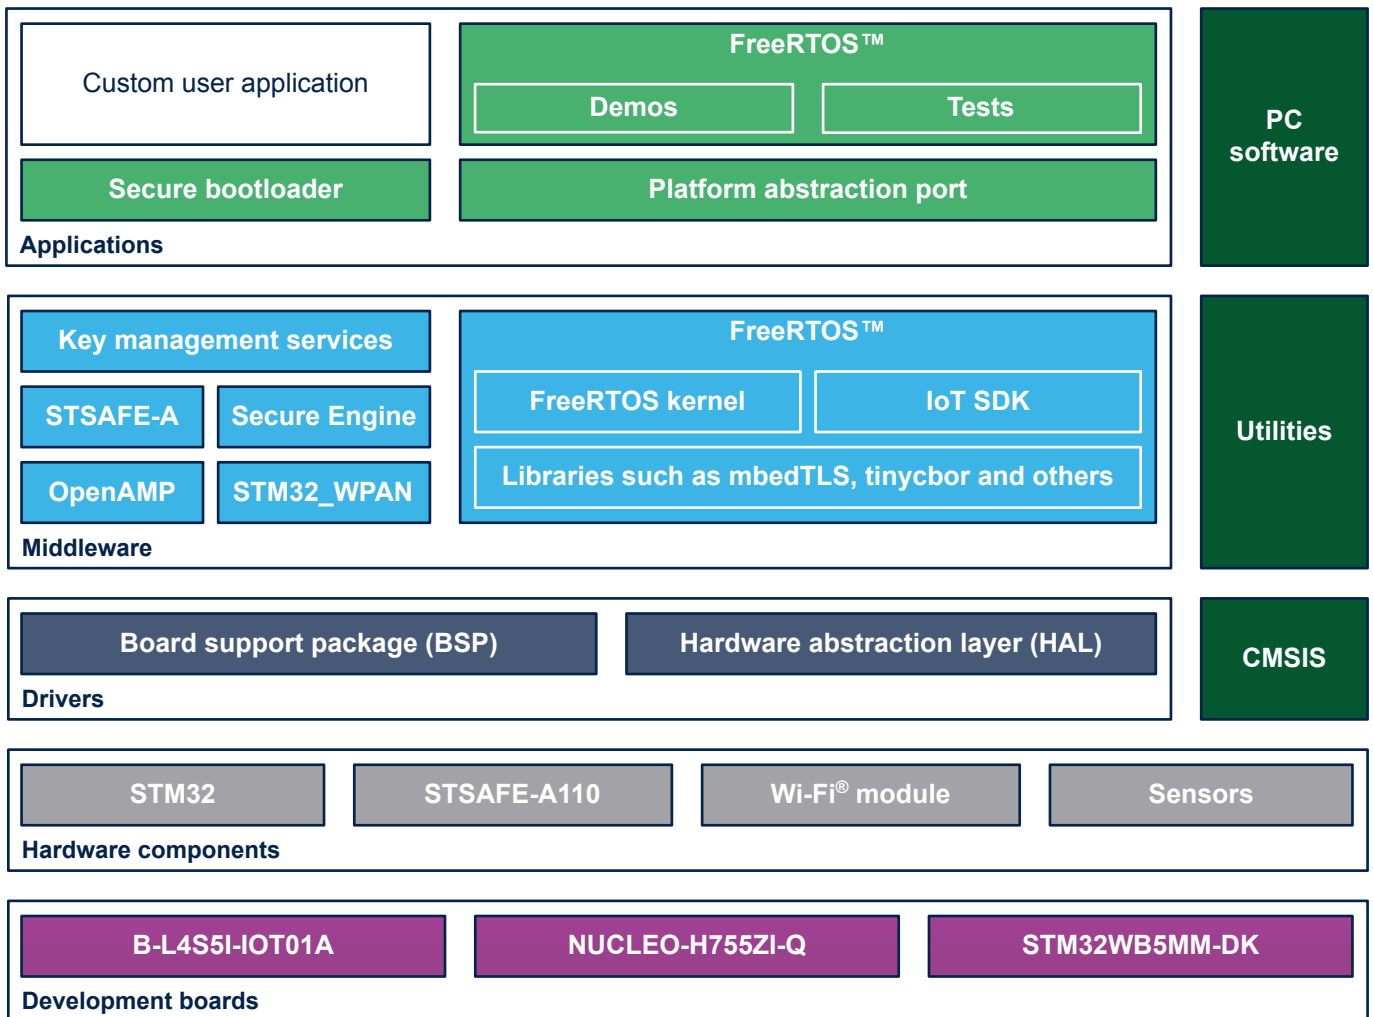 Custom user application
FreeRTOS™
Demos
Tests
Secure bootloader
Platform abstraction port
Applications
PC
software
Key management services
STSAFE-A
Secure Engine
OpenAMP
STM32_WPAN
FreeRTOS™
FreeRTOS kernel
IoT SDK
Libraries such as mbedTLS, tinycbor and others
Middleware
Utilities
Board support package (BSP)
Hardware abstraction layer (HAL)
Drivers
CMSIS
STM32
STSAFE-A110
Wi-Fi® module
Sensors
Hardware components
B-L4S5I-IOT01A
NUCLEO-H755ZI-Q
STM32WB5MM-DK
Development boards